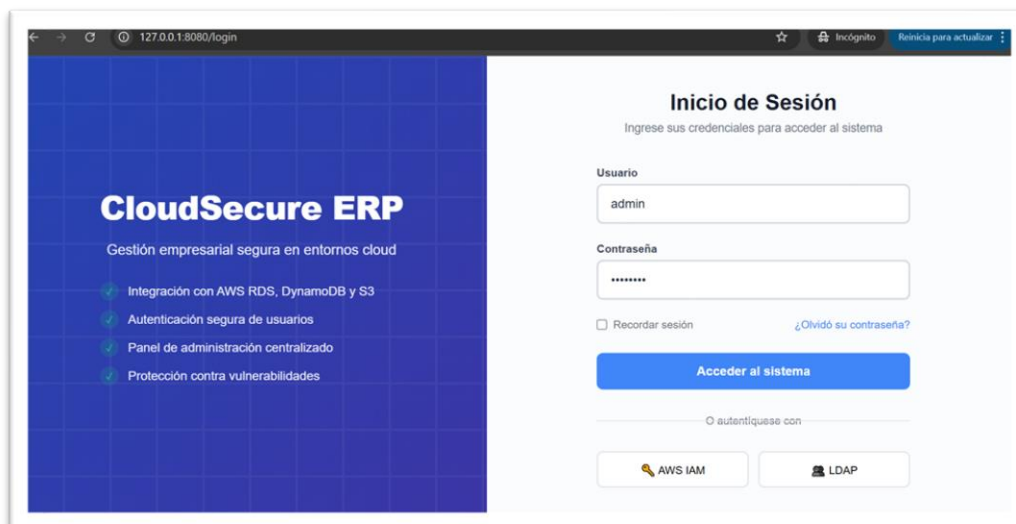 127.0.0.1:8080/login
Incógnito
Reinicia para actualizar
CloudSecure ERP
Gestión empresarial segura en entornos cloud
Integración con AWS RDS, DynamoDB y S3
Autenticación segura de usuarios
Panel de administración centralizado
Protección contra vulnerabilidades
Inicio de Sesión
Ingrese sus credenciales para acceder al sistema
Usuario
admin
Contraseña
••••••••
Recordar sesión
¿Olvidó su contraseña?
Acceder al sistema
O autentíquese con
AWS IAM
LDAP